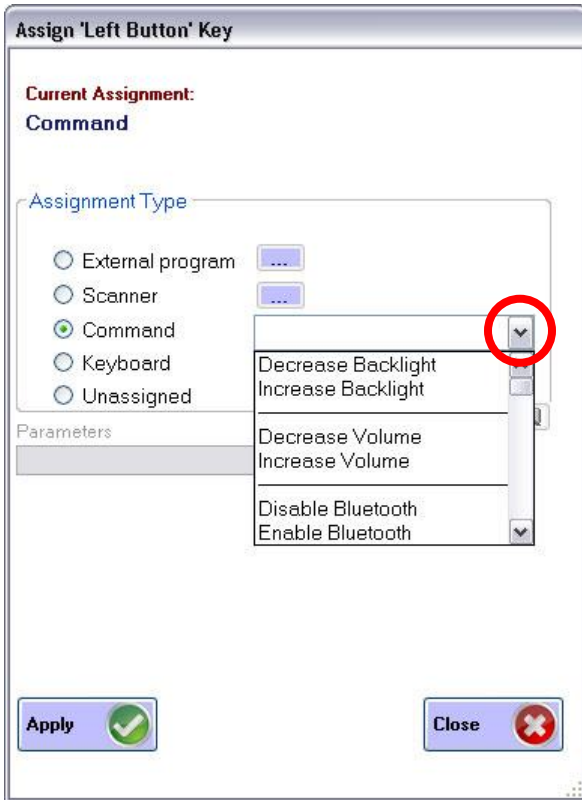 Assign 'Left Button' Key
Current Assignment:
Command
Assignment Type
External program ...
Scanner ...
Command
Keyboard
Unassigned
Decrease Backlight
Increase Backlight
Decrease Volume
Increase Volume
Disable Bluetooth
Enable Bluetooth
Parameters
Apply
Close